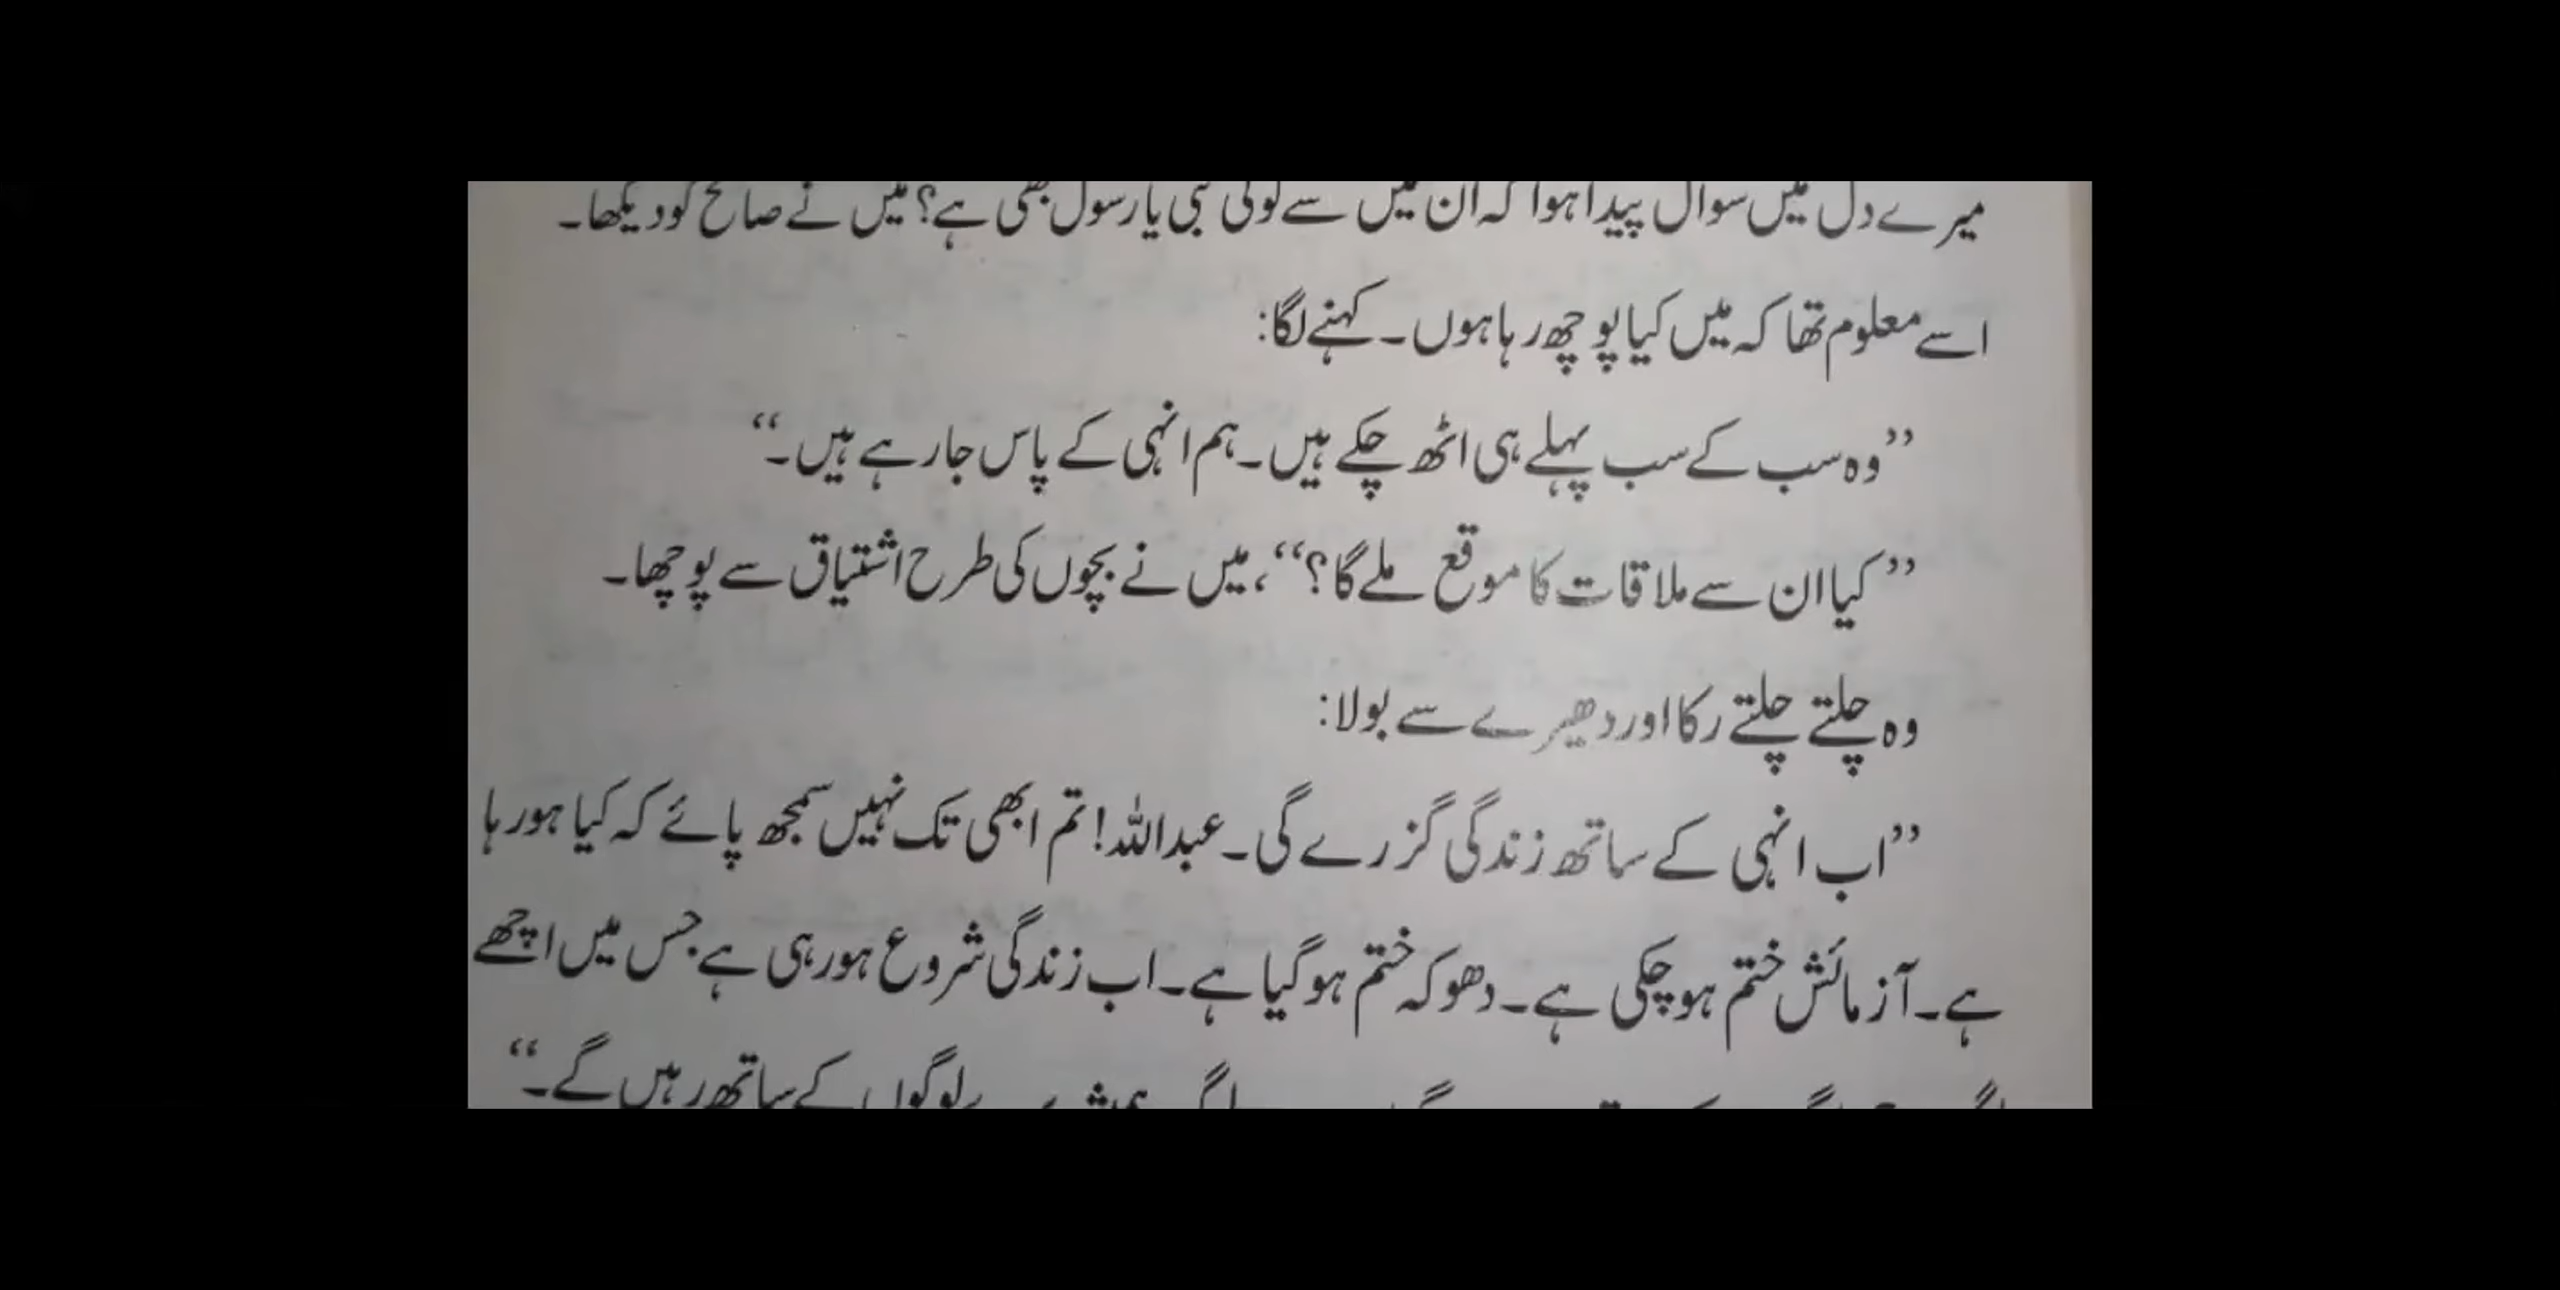 میرے دل میں سوال پیدا ہوا کہ ان میں سے کوئی نبی یا رسول بھی ہے؟ میں نے صالح کو دیکھا۔
اسے معلوم تھا کہ میں کیا پوچھ رہا ہوں۔ کہنے لگا:
”وہ سب کے سب پہلے ہی اٹھ چکے ہیں۔ ہم انہی کے پاس جا رہے ہیں۔“
”کیا ان سے ملاقات کا موقع ملے گا؟“، میں نے بچوں کی طرح اشتیاق سے پوچھا۔
وہ چلتے چلتے رکا اور دھیرے سے بولا:
”اب انہی کے ساتھ زندگی گزرے گی۔ عبداللہ! تم ابھی تک نہیں سمجھ پائے کہ کیا ہو رہا
ہے۔ آزمائش ختم ہو چکی ہے۔ دھوکہ ختم ہو گیا ہے۔ اب زندگی شروع ہو رہی ہے جس میں اچھے
لوگوں کے ساتھ رہیں گے۔“